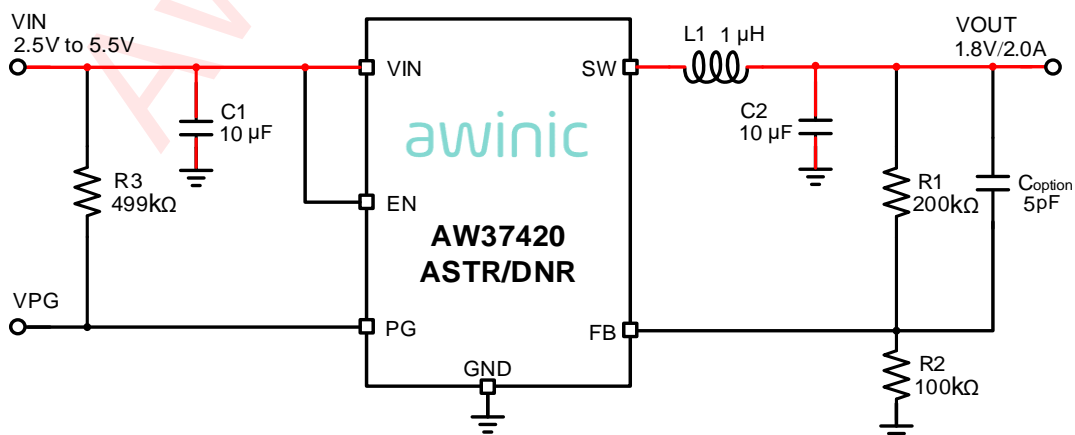 VIN
2.5V to 5.5V
VIN
C1
10 µF
R3
499kΩ
EN
VPG
PG
awinic
AW37420
ASTR/DNR
GND
SW
FB
L1 1 µH
C2
10 µF
VOUT
1.8V/2.0A
R1
200kΩ
Coption
5pF
R2
100kΩ